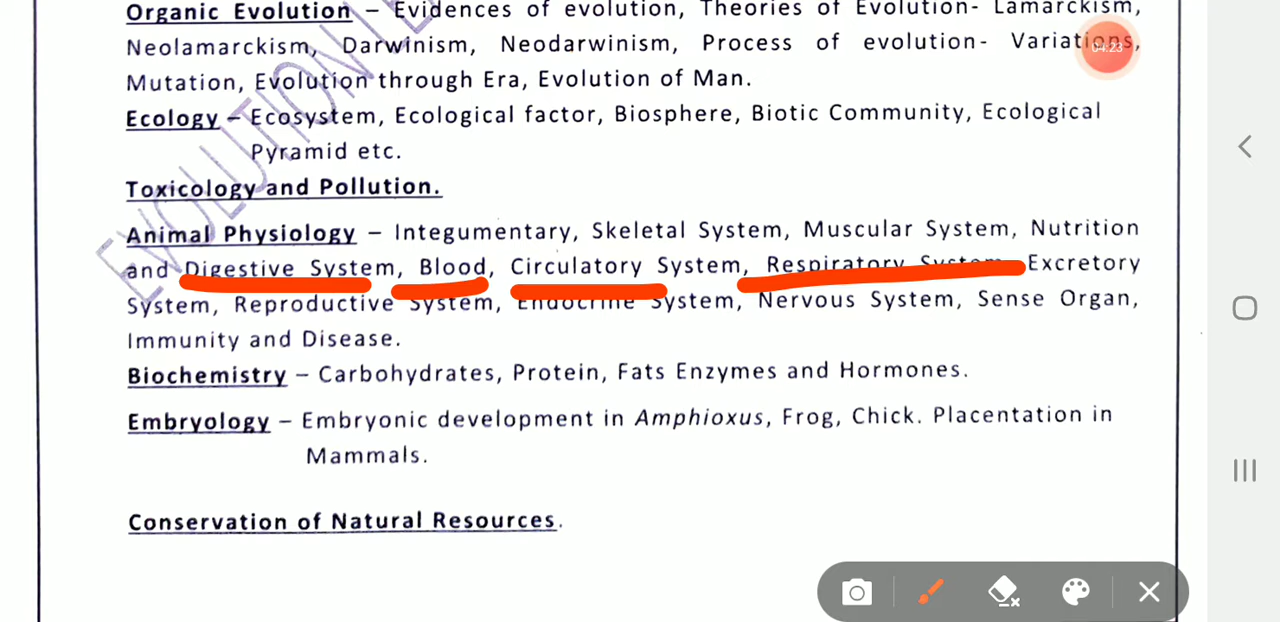 Organic Evolution – Evidences of evolution, Theories of Evolution- Lamarckism,
Neolamarckism, Darwinism, Neodarwinism, Process of evolution- Variations,
04:23
Mutation, Evolution through Era, Evolution of Man.
Ecology – Ecosystem, Ecological factor, Biosphere, Biotic Community, Ecological
Pyramid etc.
Toxicology and Pollution.
Animal Physiology – Integumentary, Skeletal System, Muscular System, Nutrition
and Digestive System, Blood, Circulatory System, Respiratory System Excretory
System, Reproductive System, Endocrine System, Nervous System, Sense Organ,
Immunity and Disease.
Biochemistry – Carbohydrates, Protein, Fats Enzymes and Hormones.
Embryology – Embryonic development in Amphioxus, Frog, Chick. Placentation in
Mammals.
Conservation of Natural Resources.